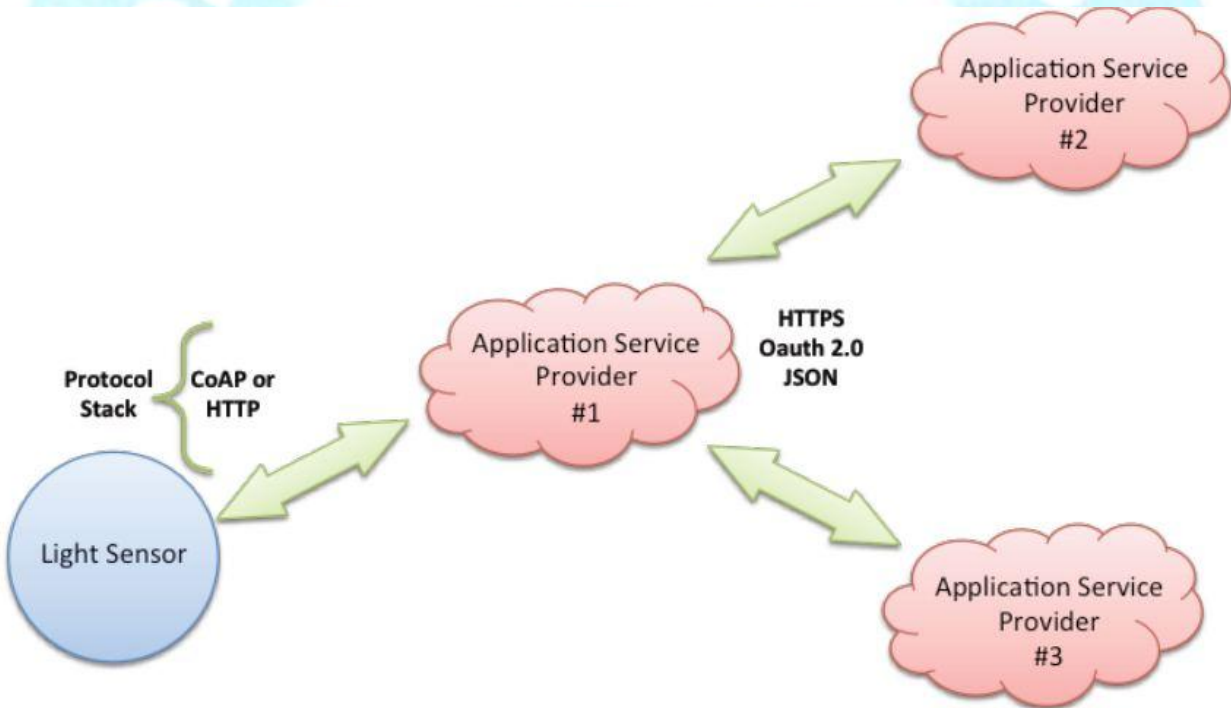 Application Service
Provider
#2
Application Service
Provider
#1
HTTPS
Oauth 2.0
JSON
Protocol
Stack
CoAP or
HTTP
Light Sensor
Application Service
Provider
#3